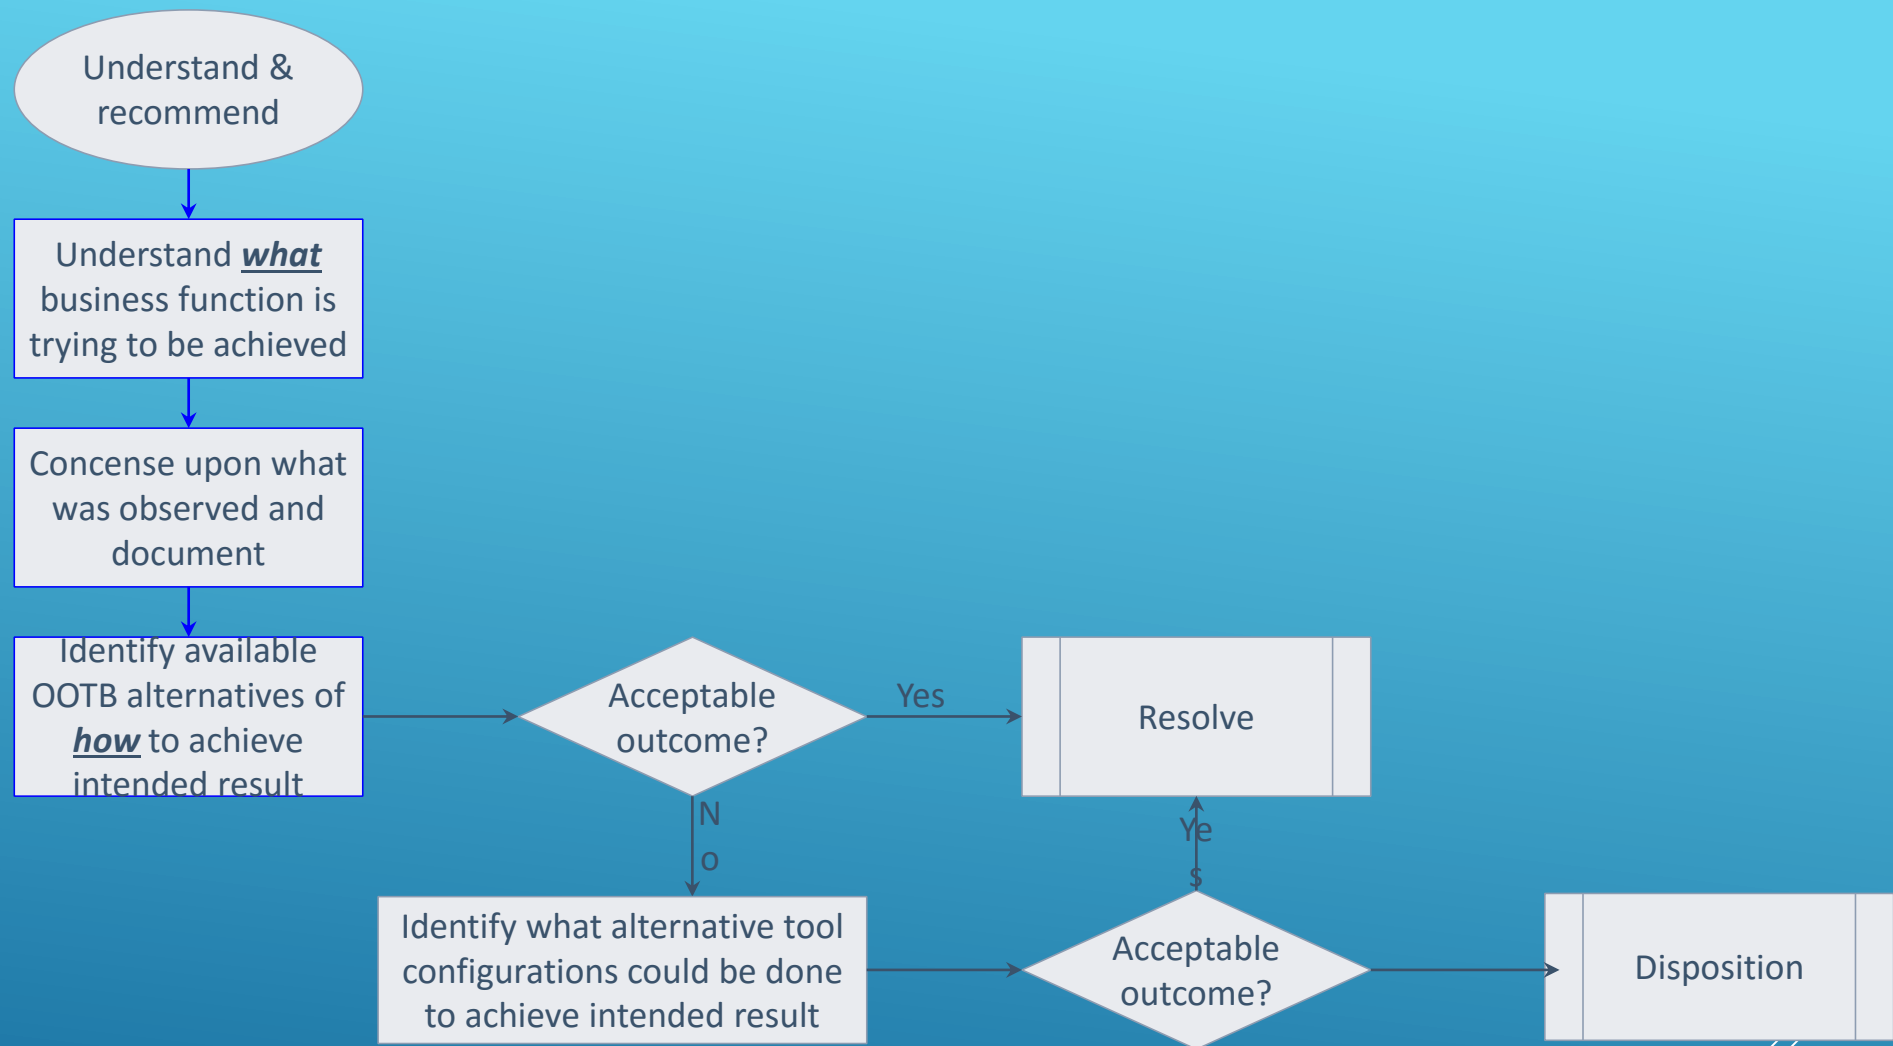 Understand &
recommend
Understand what
business function is
trying to be achieved
Concense upon what
was observed and
document
Identify available
OOTB alternatives of
how to achieve
intended result
Acceptable
outcome?
Yes
Resolve
N
o
Ye
s
Identify what alternative tool
configurations could be done
to achieve intended result
Acceptable
outcome?
Disposition